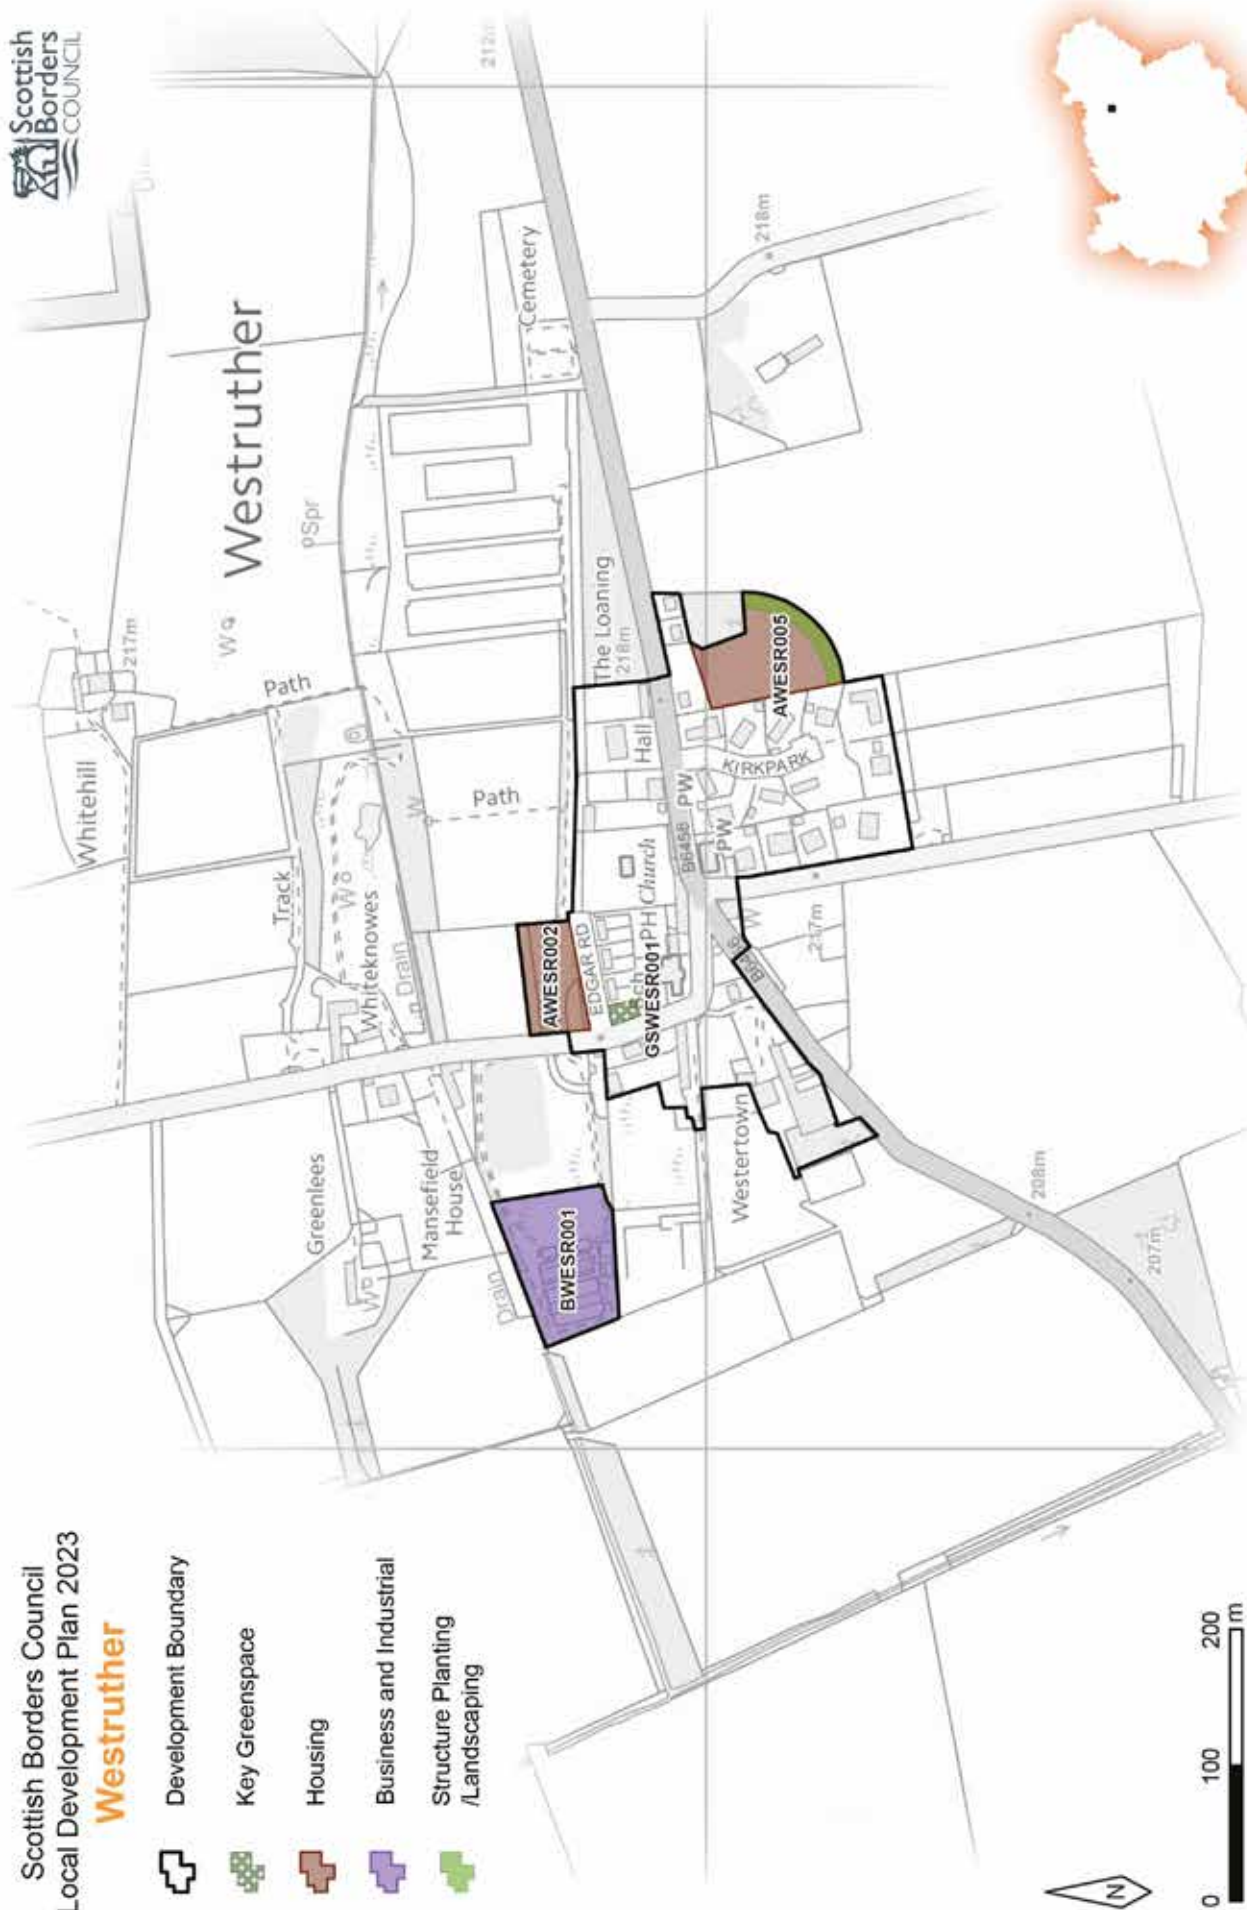 Scottish Borders Council
Local Development Plan 2023
Westruther
Development Boundary
Key Greenspace
Housing
Business and Industrial
Structure Planting
/Landscaping
Scottish
Borders
COUNCIL
Westruther
Whitehill
217m
W
Spr
Path
Track
W
Whiteknowes
Drain
W
Path
Greenlees
W
Mansefield
House
Drain
BWESR001
AWESR002
EDGAR RD
Sch
GSWESR001
PH
Church
Hall
The Loaning
218m
Cemetery
212m
218m
B6456
PW
PW
KIRKPARK
AWESR005
W
217m
B6456
Westertown
208m
207m
N
0
100
200
m